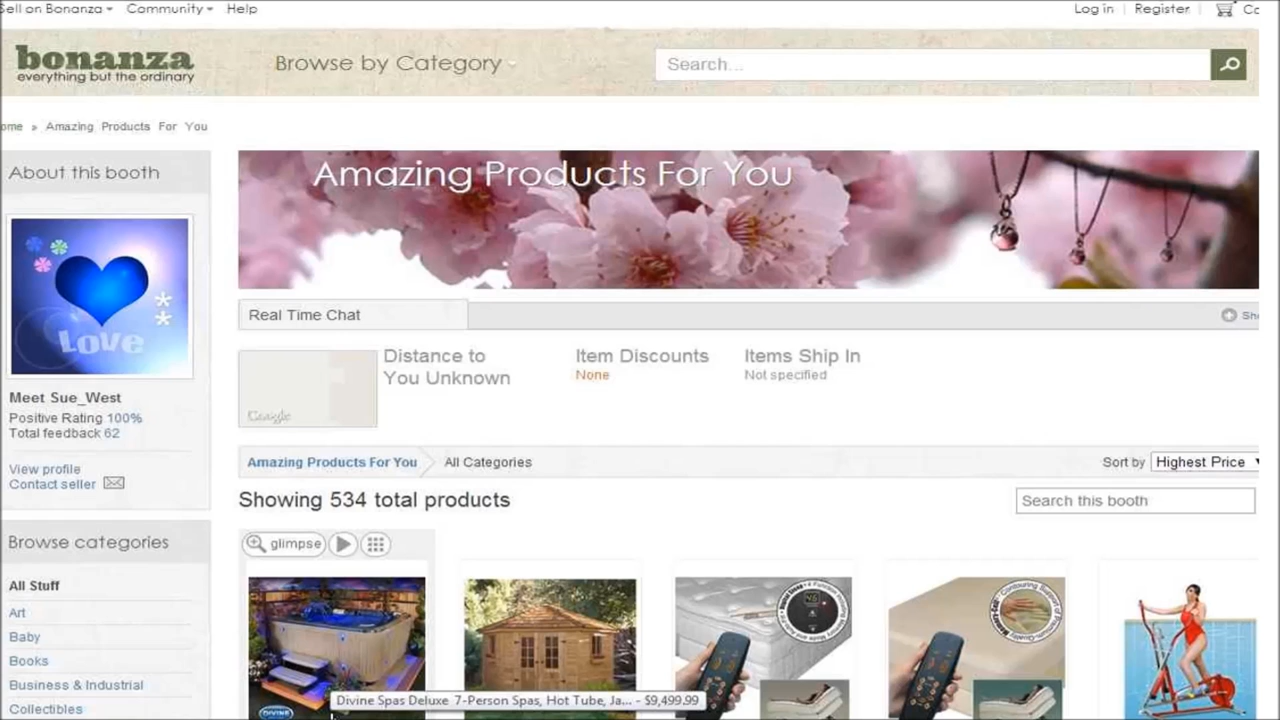 Sell on Bonanza Community Help Log in Register
bonanza
everything but the ordinary
Browse by Category
Search...
» Amazing Products For You
About this booth
Amazing Products For You
Love
Real Time Chat
Distance to
You Unknown
Item Discounts
None
Items Ship In
Not specified
Google
Meet Sue_West
Positive Rating 100%
Total feedback 62
View profile
Contact seller
Amazing Products For You All Categories
Sort by Highest Price
Showing 534 total products
Search this booth
Browse categories
glimpse
All Stuff
Art
Baby
Books
Business & Industrial
Collectibles
Divine Spas Deluxe 7-Person Spas, Hot Tube, Ja... - $9,499.99
DIVINE